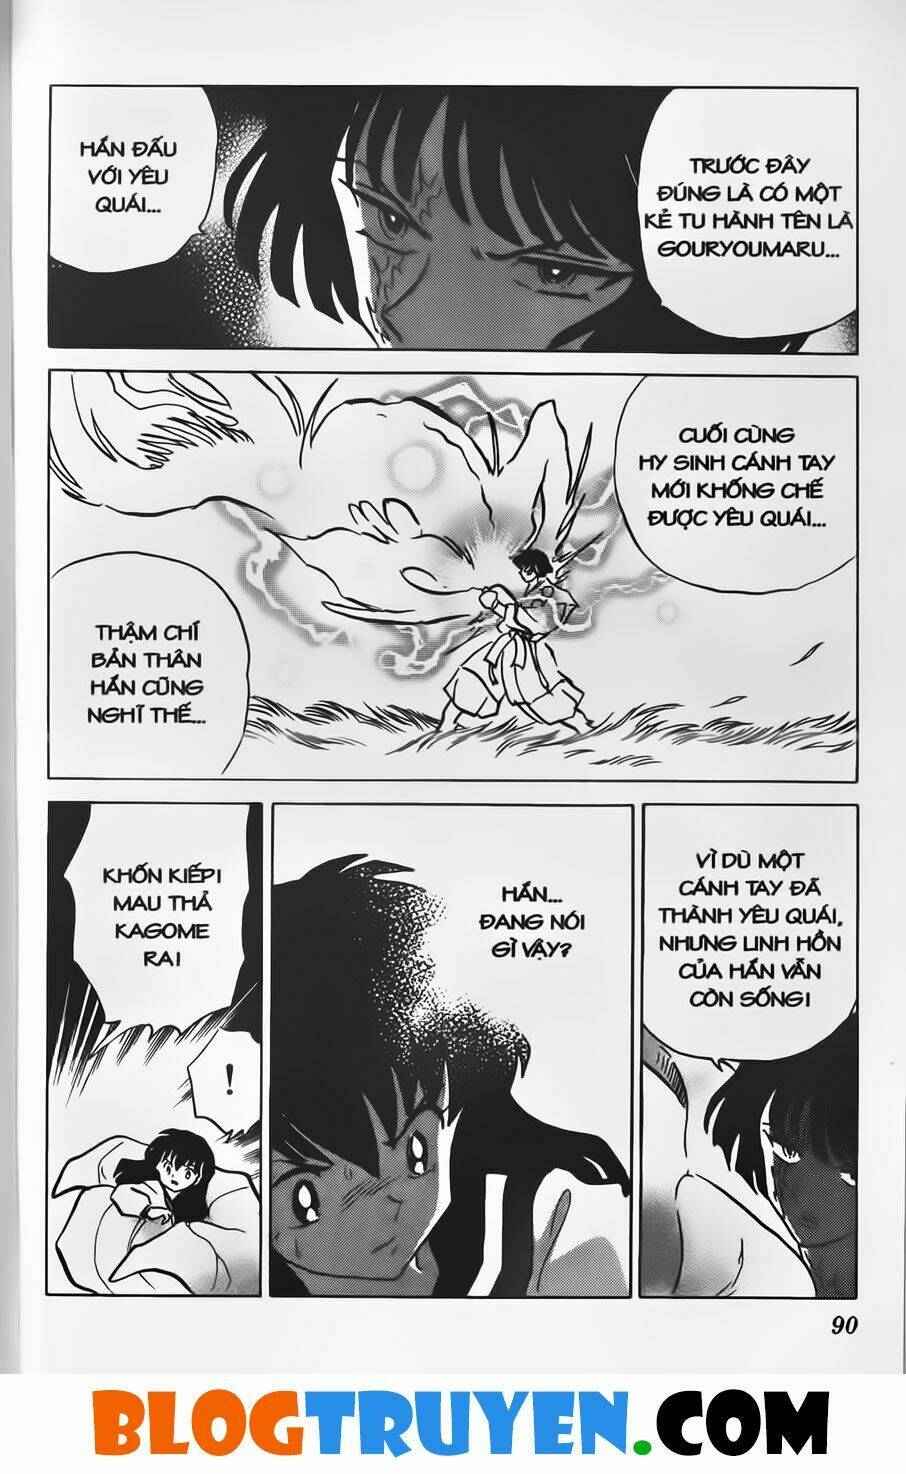 TRƯỚC ĐÂY
ĐÚNG LÀ CÓ MỘT
KẺ TU HÀNH TÊN LÀ
GOURYOUMARU...
HẮN ĐẤU
VỚI YÊU
QUÁI...
CUỐI CÙNG
HY SINH CÁNH TAY
MỚI KHỐNG CHẾ
ĐƯỢC YÊU QUÁI...
THẬM CHÍ
BẢN THÂN
HẮN CŨNG
NGHĨ THẾ...
VÌ DÙ MỘT
CÁNH TAY ĐÃ
THÀNH YÊU QUÁI,
NHƯNG LINH HỒN
CỦA HẮN VẪN
CÒN SỐNG!
HẮN...
ĐANG NÓI
GÌ VẬY?
KHỐN KIẾP!
MAU THẢ
KAGOME
RA!
!
90
BLOGTRUYEN.COM